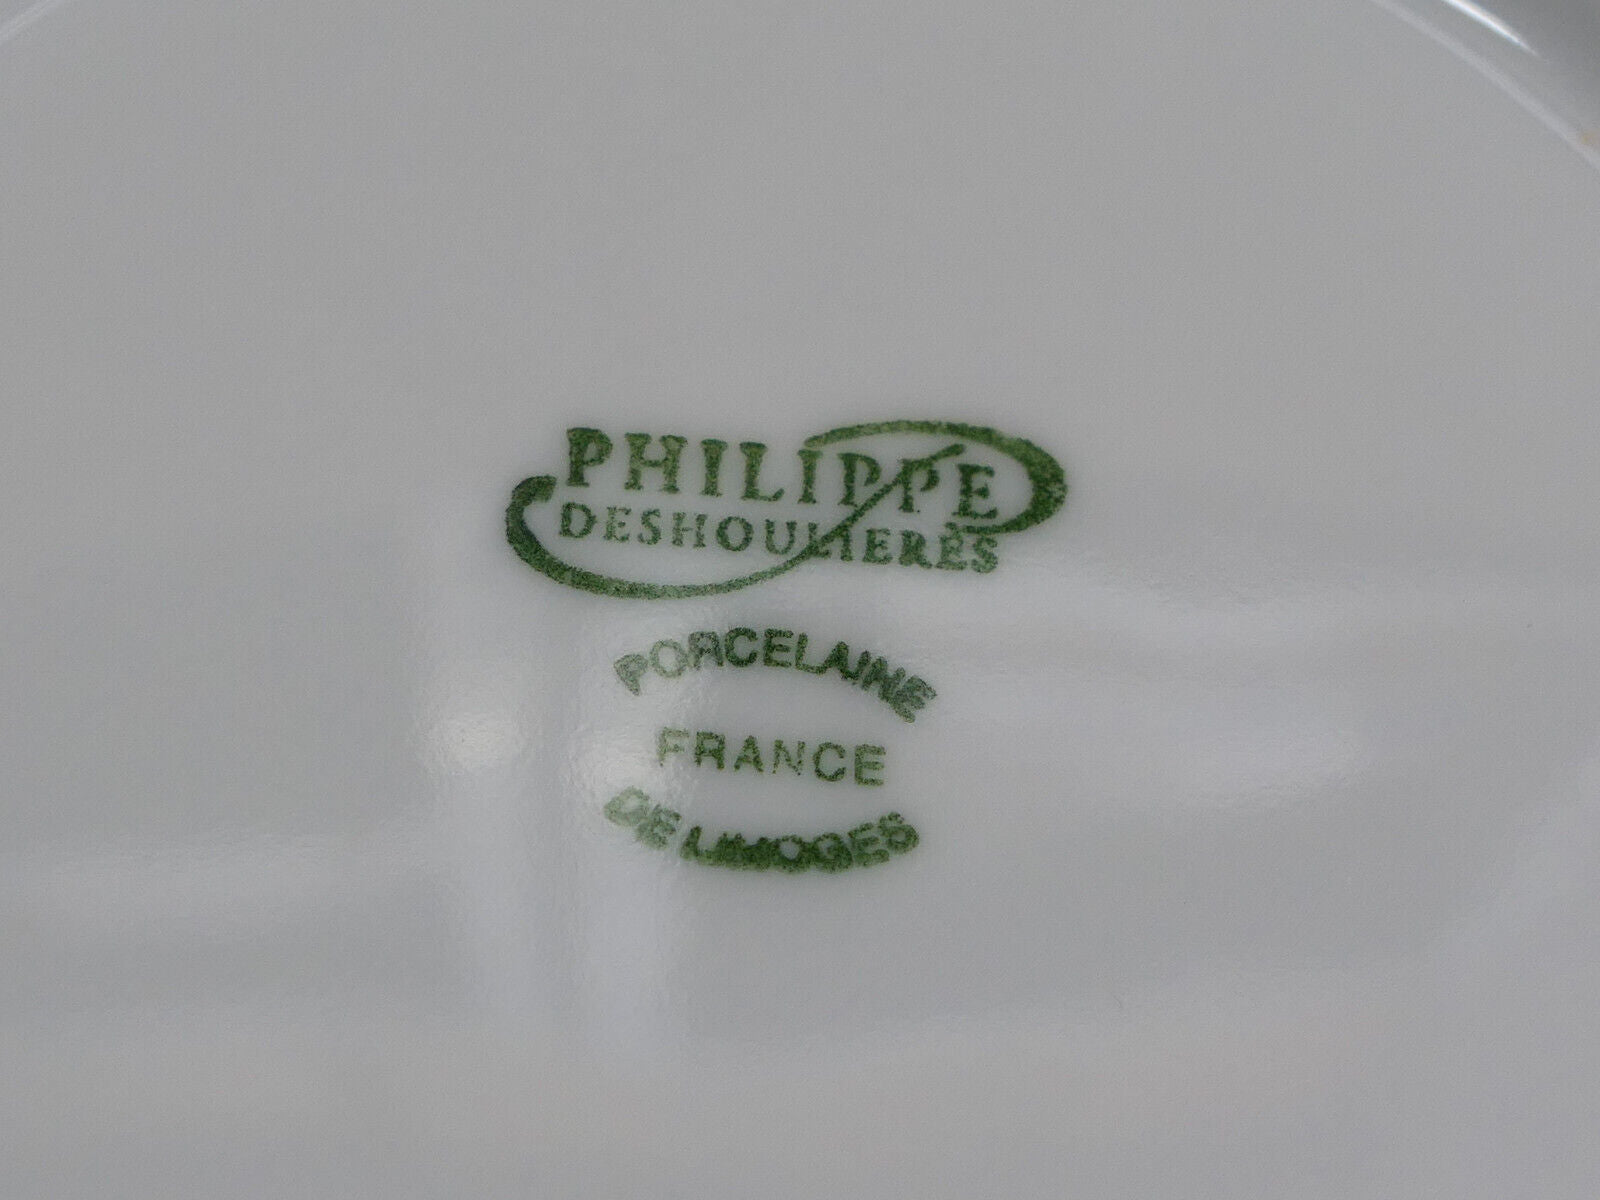 PHILIPPE
DESHOULIERES
PORCELAINE
FRANCE
DE LIMOGES